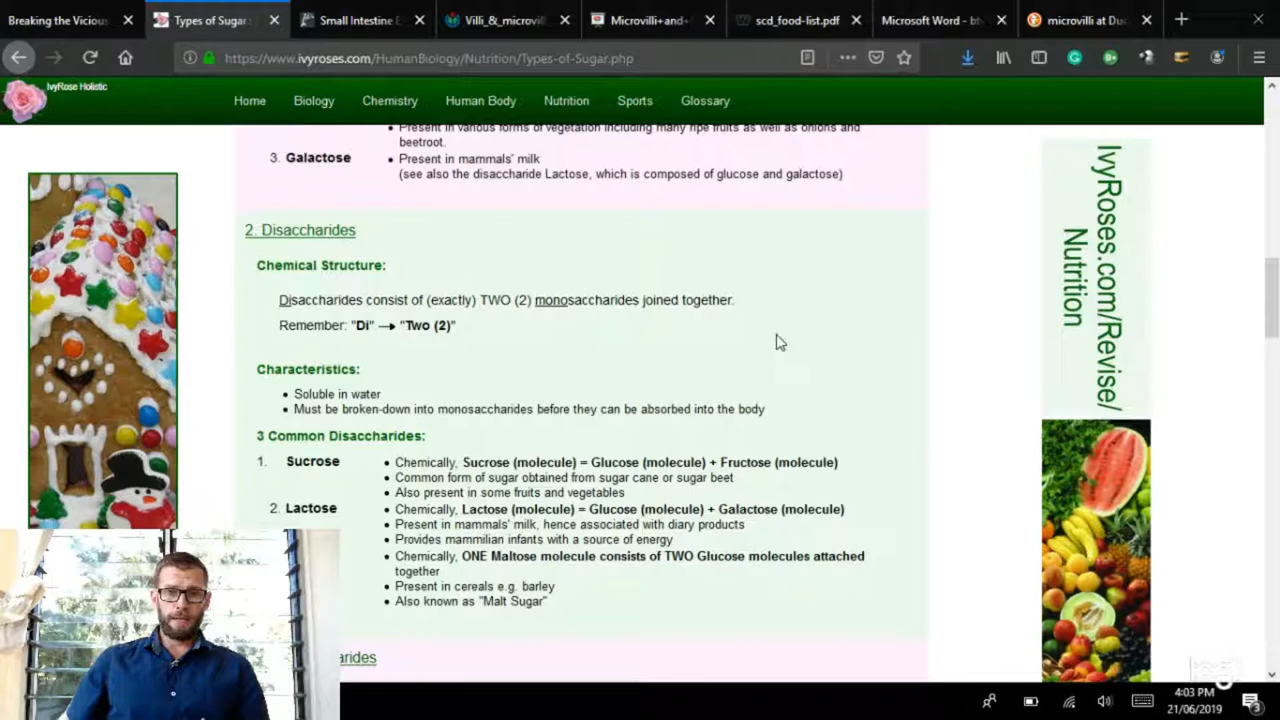 Breaking the Vicious
Types of Sugar
Small Intestine
Villi_&_microvil
Microvilli+and+
scd_food-list.pdf
Microsoft Word - bt
microvilli at Du
https://www.ivyroses.com/HumanBiology/Nutrition/Types-of-Sugar.php
IvyRose Holistic
Home
Biology
Chemistry
Human Body
Nutrition
Sports
Glossary
Present in various forms of vegetation including many ripe fruits as well as onions and
beetroot.
3. Galactose
Present in mammals' milk
(see also the disaccharide Lactose, which is composed of glucose and galactose)
2. Disaccharides
Chemical Structure:
Disaccharides consist of (exactly) TWO (2) monosaccharides joined together.
Remember: "Di" → "Two (2)"
Characteristics:
Soluble in water
Must be broken-down into monosaccharides before they can be absorbed into the body
3 Common Disaccharides:
1. Sucrose
Chemically, Sucrose (molecule) = Glucose (molecule) + Fructose (molecule)
Common form of sugar obtained from sugar cane or sugar beet
Also present in some fruits and vegetables
2. Lactose
Chemically, Lactose (molecule) = Glucose (molecule) + Galactose (molecule)
Present in mammals' milk, hence associated with diary products
Provides mammilian infants with a source of energy
Chemically, ONE Maltose molecule consists of TWO Glucose molecules attached
together
Present in cereals e.g. barley
Also known as "Malt Sugar"
arides
IvyRoses.com/Revise/
Nutrition
4:03 PM
21/06/2019
3